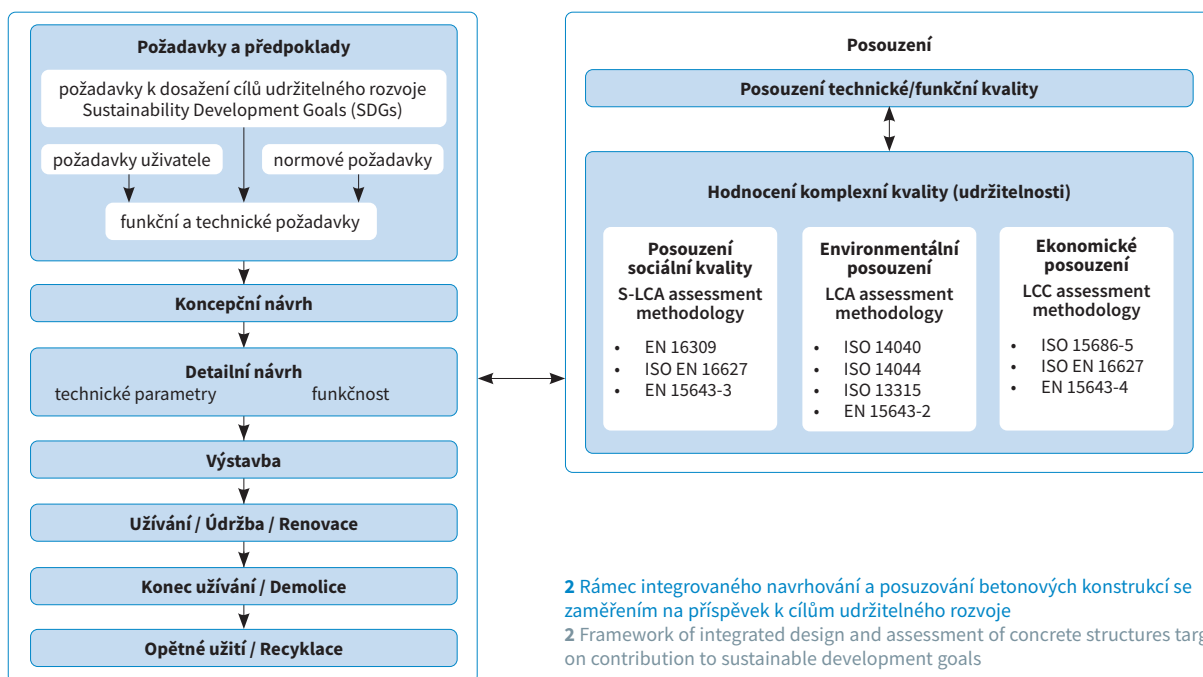 Požadavky a předpoklady
požadavky k dosažení cílů udržitelného rozvoje
Sustainability Development Goals (SDGs)
požadavky uživatele
normové požadavky
funkční a technické požadavky
Koncepční návrh
Detailní návrh
technické parametry
funkčnost
Výstavba
Užívání / Údržba / Renovace
Konec užívání / Demolice
Opětné užití / Recyklace
Posouzení
Posouzení technické/funkční kvality
Hodnocení komplexní kvality (udržitelnosti)
Posouzení
sociální kvality
S-LCA assessment
methodology
• EN 16309
• ISO EN 16627
• EN 15643-3
Environmentální
posouzení
LCA assessment
methodology
• ISO 14040
• ISO 14044
• ISO 13315
• EN 15643-2
Ekonomické
posouzení
LCC assessment
methodology
• ISO 15686-5
• ISO EN 16627
• EN 15643-4
2 Rámec integrovaného navrhování a posuzování betonových konstrukcí se
zaměřením na příspěvek k cílům udržitelného rozvoje
2 Framework of integrated design and assessment of concrete structures
on contribution to sustainable development goals